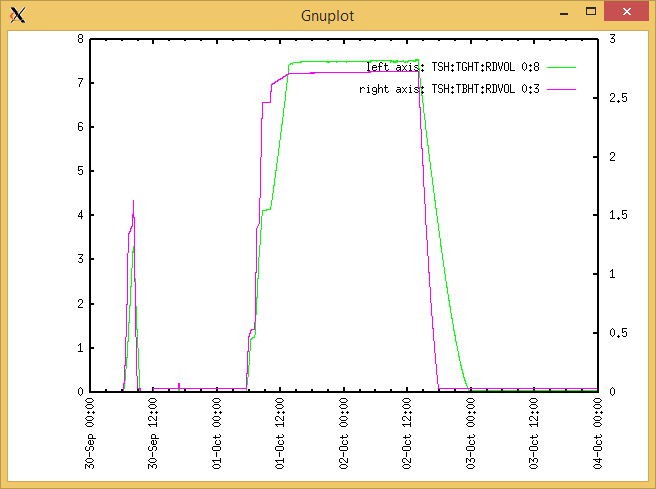 Gnuplot
left axis: TSH:TGHT:RDVOL 0:8
right axis: TSH:TBHT:RDVOL 0:3
8
7
6
5
4
3
2
1
0
3
2.5
2
1.5
1
0.5
0
30-Sep 00:00
30-Sep 12:00
01-Oct 00:00
01-Oct 12:00
02-Oct 00:00
02-Oct 12:00
03-Oct 00:00
03-Oct 12:00
04-Oct 00:00